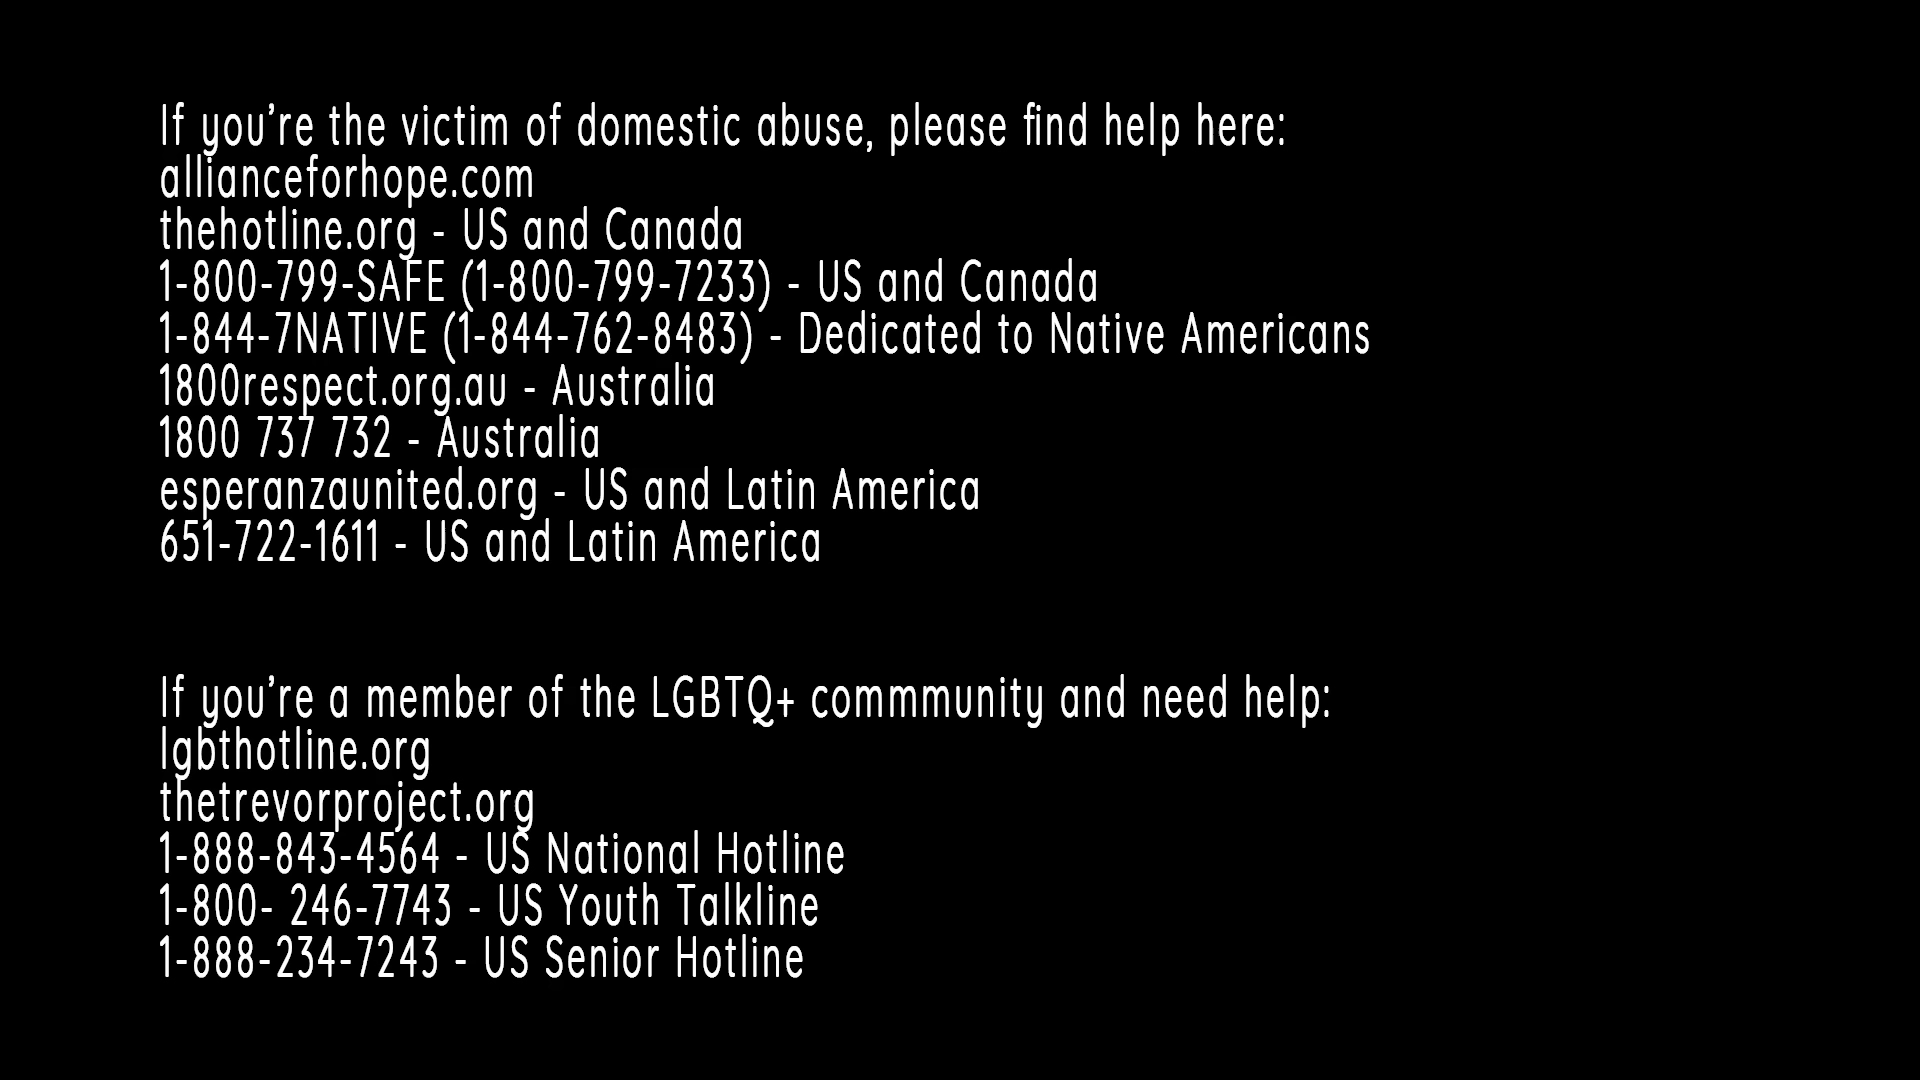 If you’re the victim of domestic abuse, please find help here:
allianceforhope.com
thehotline.org - US and Canada
1-800-799-SAFE (1-800-799-7233) - US and Canada
1-844-7NATIVE (1-844-762-8483) - Dedicated to Native Americans
1800respect.org.au - Australia
1800 737 732 - Australia
esperanzaunited.org - US and Latin America
651-722-1611 - US and Latin America
If you’re a member of the LGBTQ+ commmunity and need help:
lgbthotline.org
thetrevorproject.org
1-888-843-4564 - US National Hotline
1-800- 246-7743 - US Youth Talkline
1-888-234-7243 - US Senior Hotline